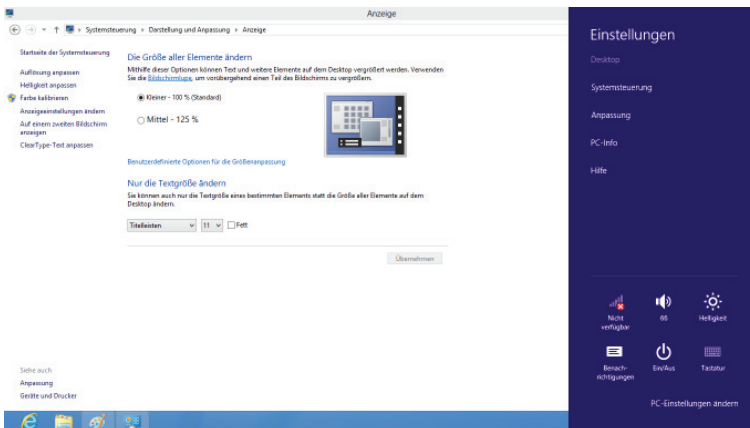 Anzeige
Systemsteuerung › Darstellung und Anpassung › Anzeige
Startseite der Systemsteuerung
Auflösung anpassen
Helligkeit anpassen
Farbe kalibrieren
Anzeigeeinstellungen ändern
Auf einem zweiten Bildschirm
anzeigen
ClearType-Text anpassen
Siehe auch
Anpassung
Geräte und Drucker
Die Größe aller Elemente ändern
Mithilfe dieser Optionen können Text und weitere Elemente auf dem Desktop vergrößert werden. Verwenden
Sie die Bildschirmlupe, um vorübergehend einen Teil des Bildschirms zu vergrößern.
Kleiner - 100 % (Standard)
Mittel - 125 %
Benutzerdefinierte Optionen für die Größenanpassung
Nur die Textgröße ändern
Sie können auch nur die Textgröße eines bestimmten Elements statt die Größe aller Elemente auf dem
Desktop ändern.
Titelleisten 11 Fett
Übernehmen
Einstellungen
Desktop
Systemsteuerung
Anpassung
PC-Info
Hilfe
Nicht
verfügbar
66
Helligkeit
Benach-
richtigungen
Ein/Aus
Tastatur
PC-Einstellungen ändern